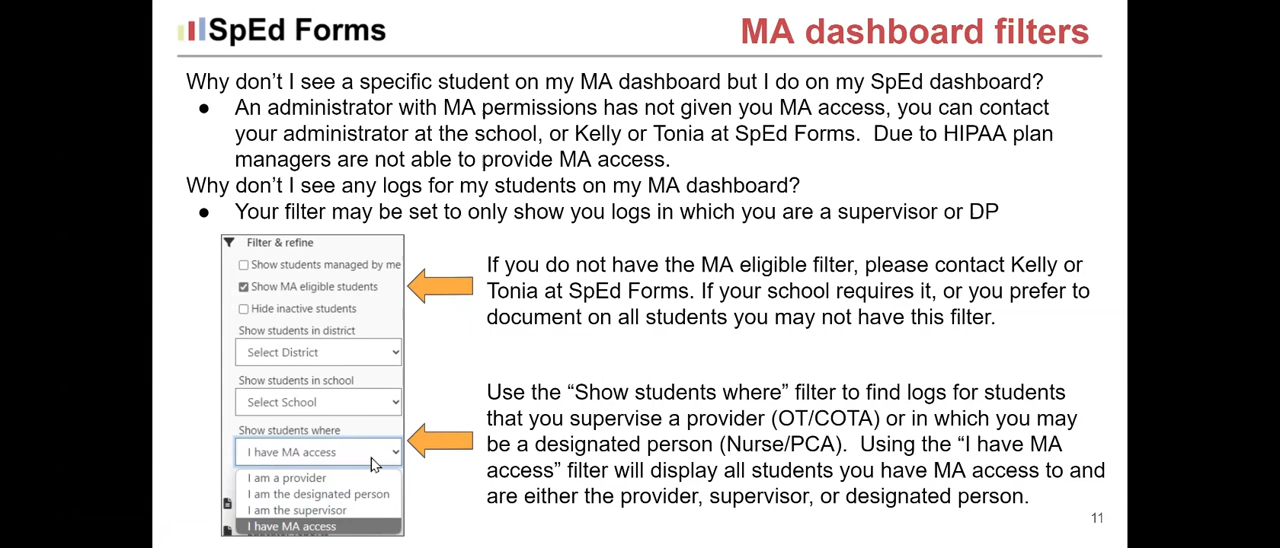 SpEd Forms
MA dashboard filters
Why don't I see a specific student on my MA dashboard but I do on my SpEd dashboard?
● An administrator with MA permissions has not given you MA access, you can contact
your administrator at the school, or Kelly or Tonia at SpEd Forms.  Due to HIPAA plan
managers are not able to provide MA access.
Why don't I see any logs for my students on my MA dashboard?
● Your filter may be set to only show you logs in which you are a supervisor or DP
Filter & refine
Show students managed by me
Show MA eligible students
Hide inactive students
Show students in district
Select District
Show students in school
Select School
Show students where
I have MA access
I am a provider
I am the designated person
I am the supervisor
I have MA access
If you do not have the MA eligible filter, please contact Kelly or
Tonia at SpEd Forms. If your school requires it, or you prefer to
document on all students you may not have this filter.
Use the “Show students where” filter to find logs for students
that you supervise a provider (OT/COTA) or in which you may
be a designated person (Nurse/PCA).  Using the “I have MA
access” filter will display all students you have MA access to and
are either the provider, supervisor, or designated person.
11